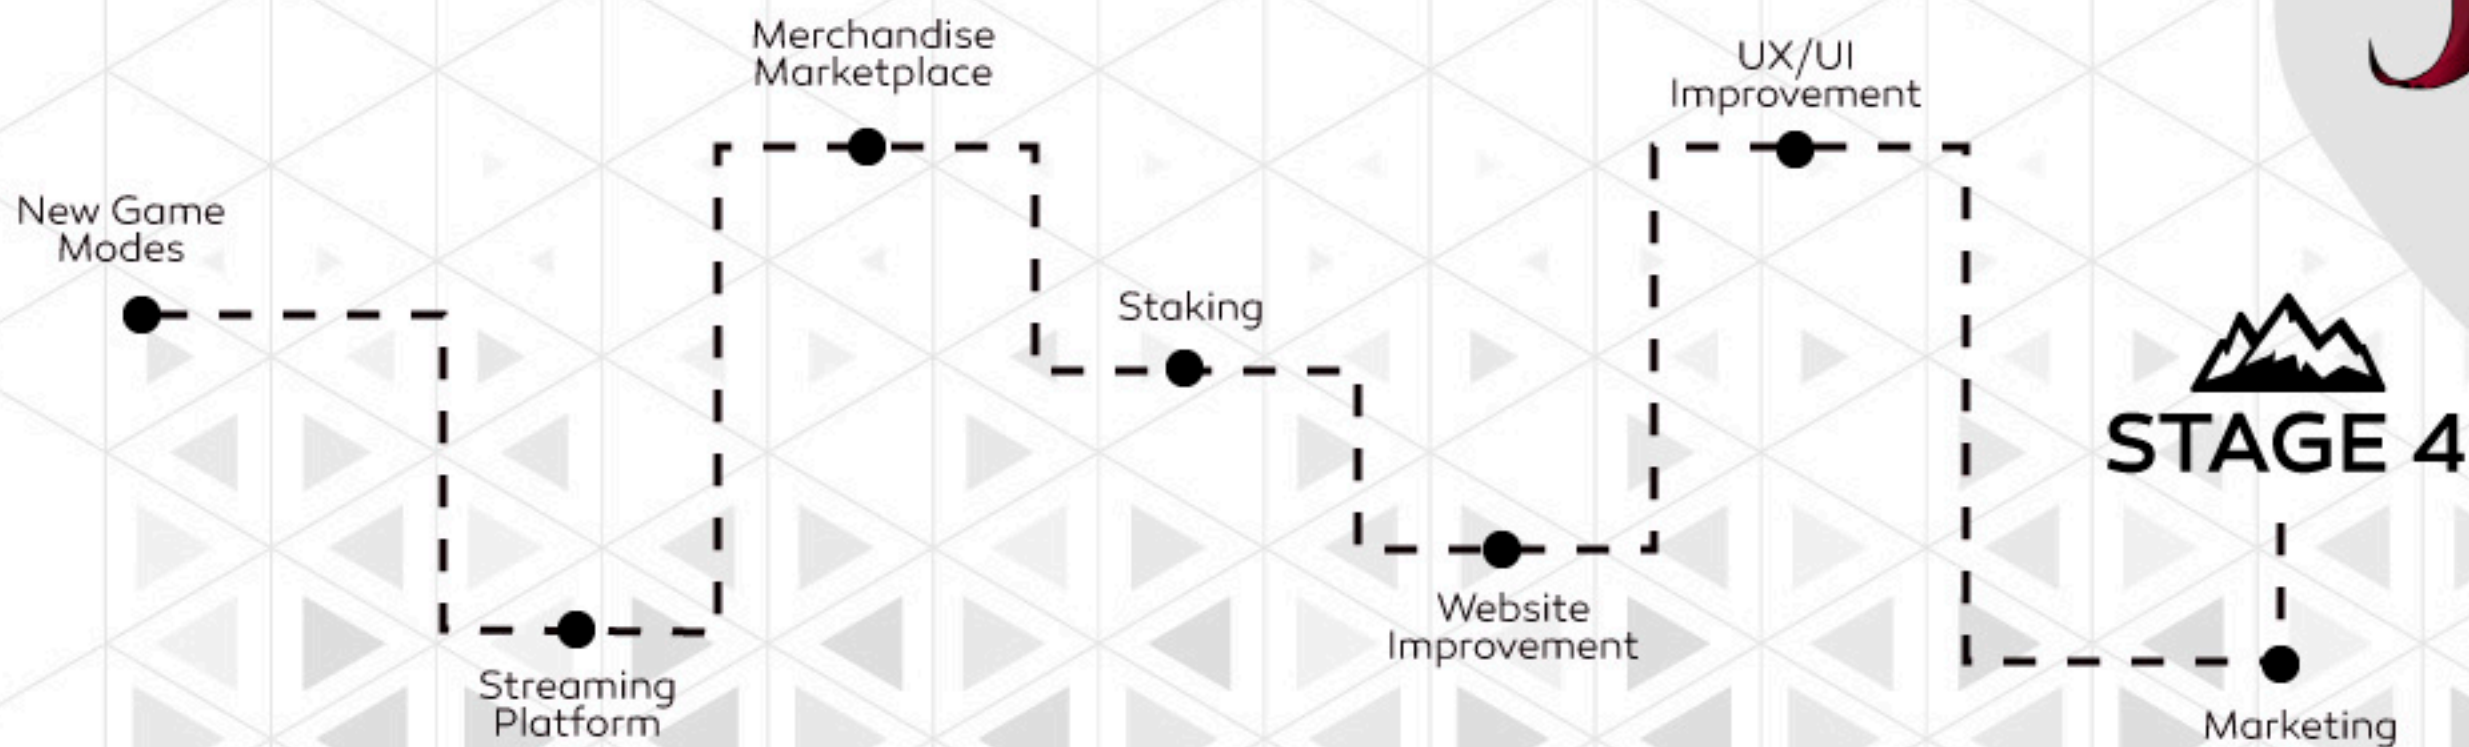 New Game
Modes
Streaming
Platform
Merchandise
Marketplace
Staking
Website
Improvement
UX/UI
Improvement
STAGE 4
Marketing